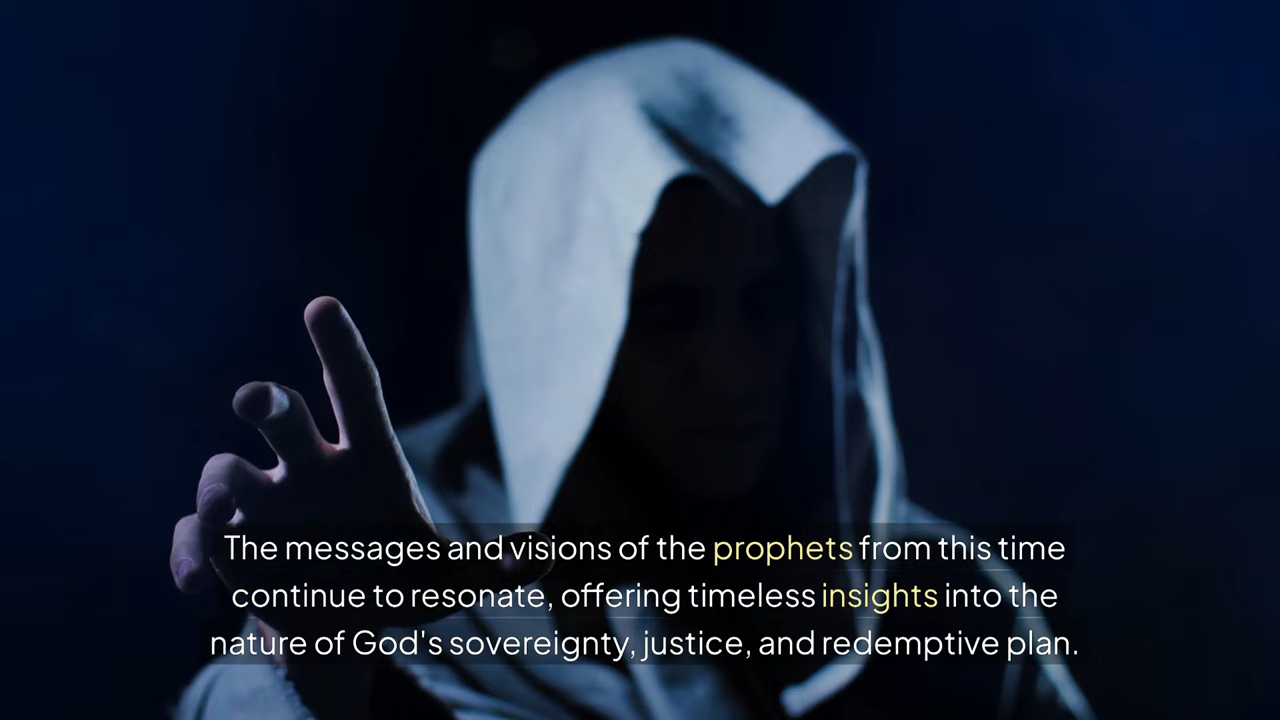 The messages and visions of the prophets from this time
continue to resonate, offering timeless insights into the
nature of God's sovereignty, justice, and redemptive plan.